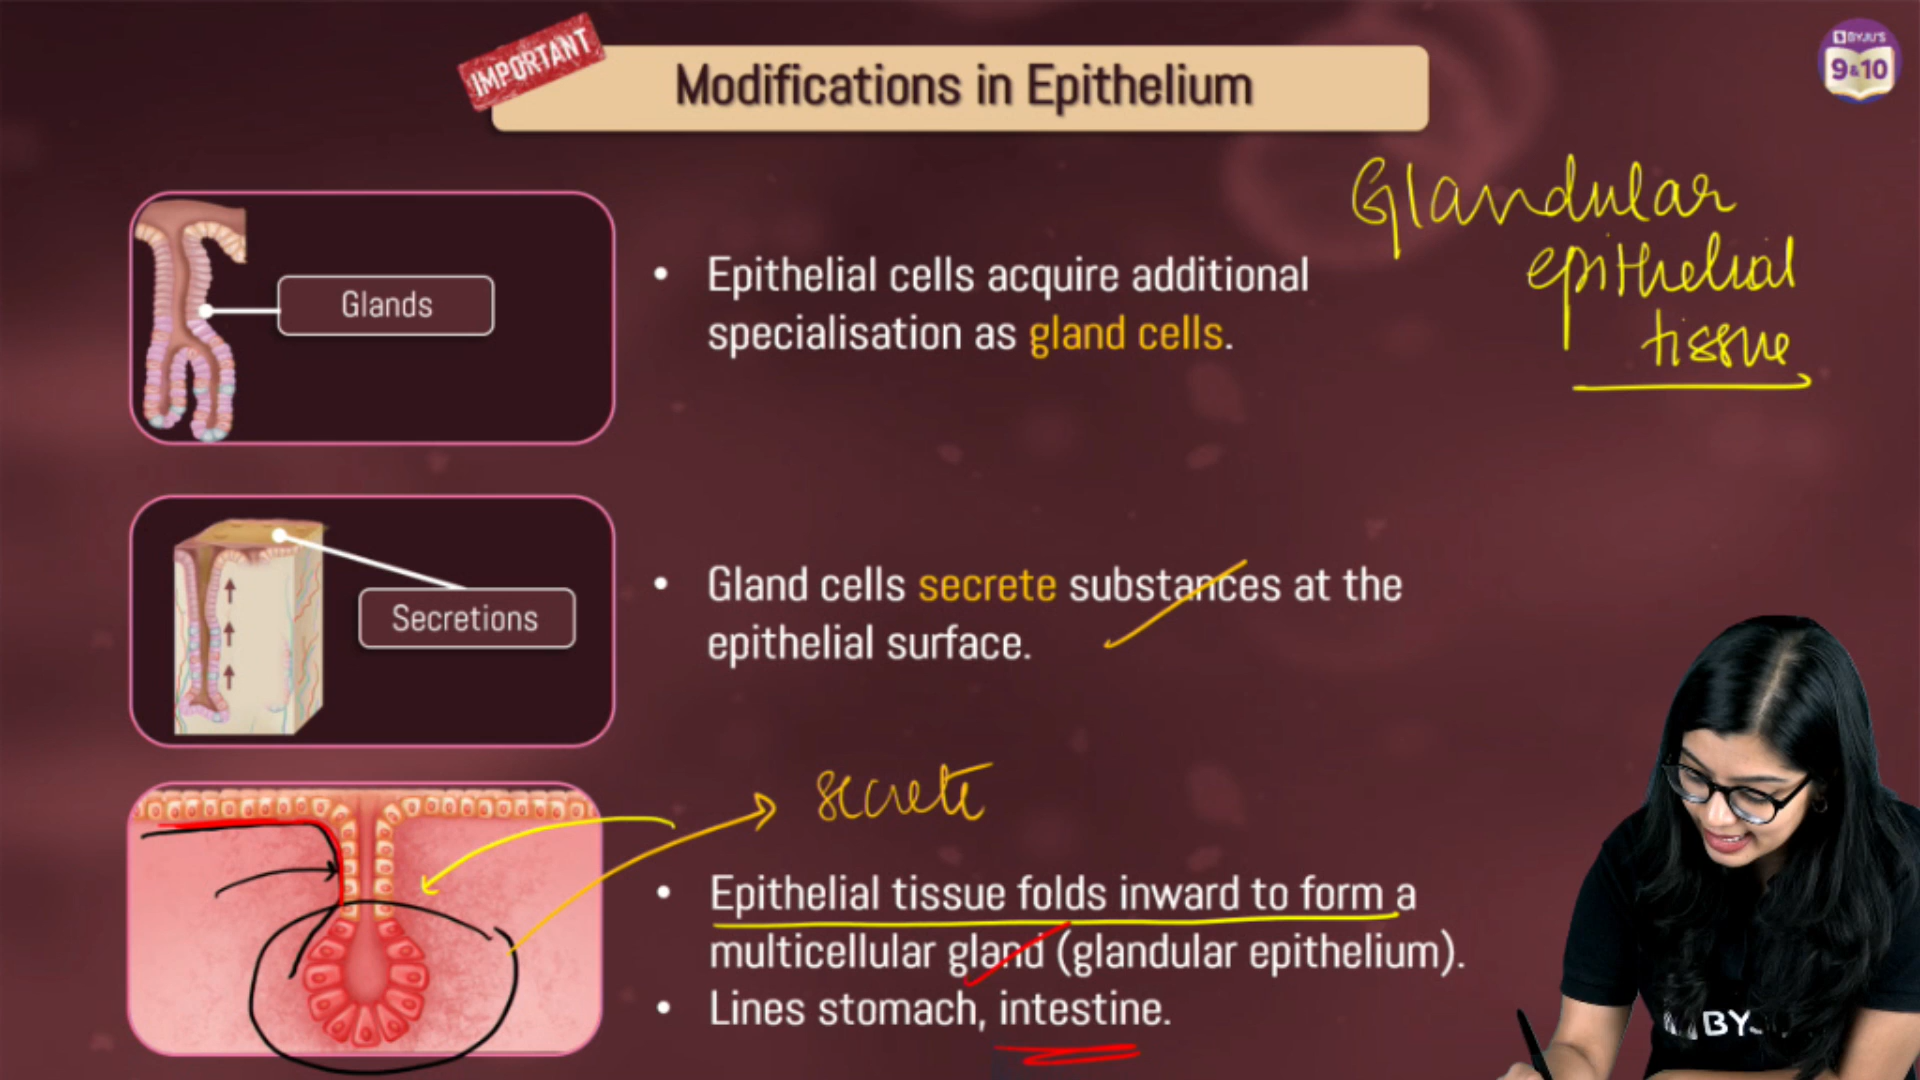 IMPORTANT
Modifications in Epithelium
BYJU'S
9&10
Glandular
epithelial
tissue
Glands
• Epithelial cells acquire additional
specialisation as gland cells.
Secretions
• Gland cells secrete substances at the
epithelial surface.
secrete
• Epithelial tissue folds inward to form a
multicellular gland (glandular epithelium).
• Lines stomach, intestine.